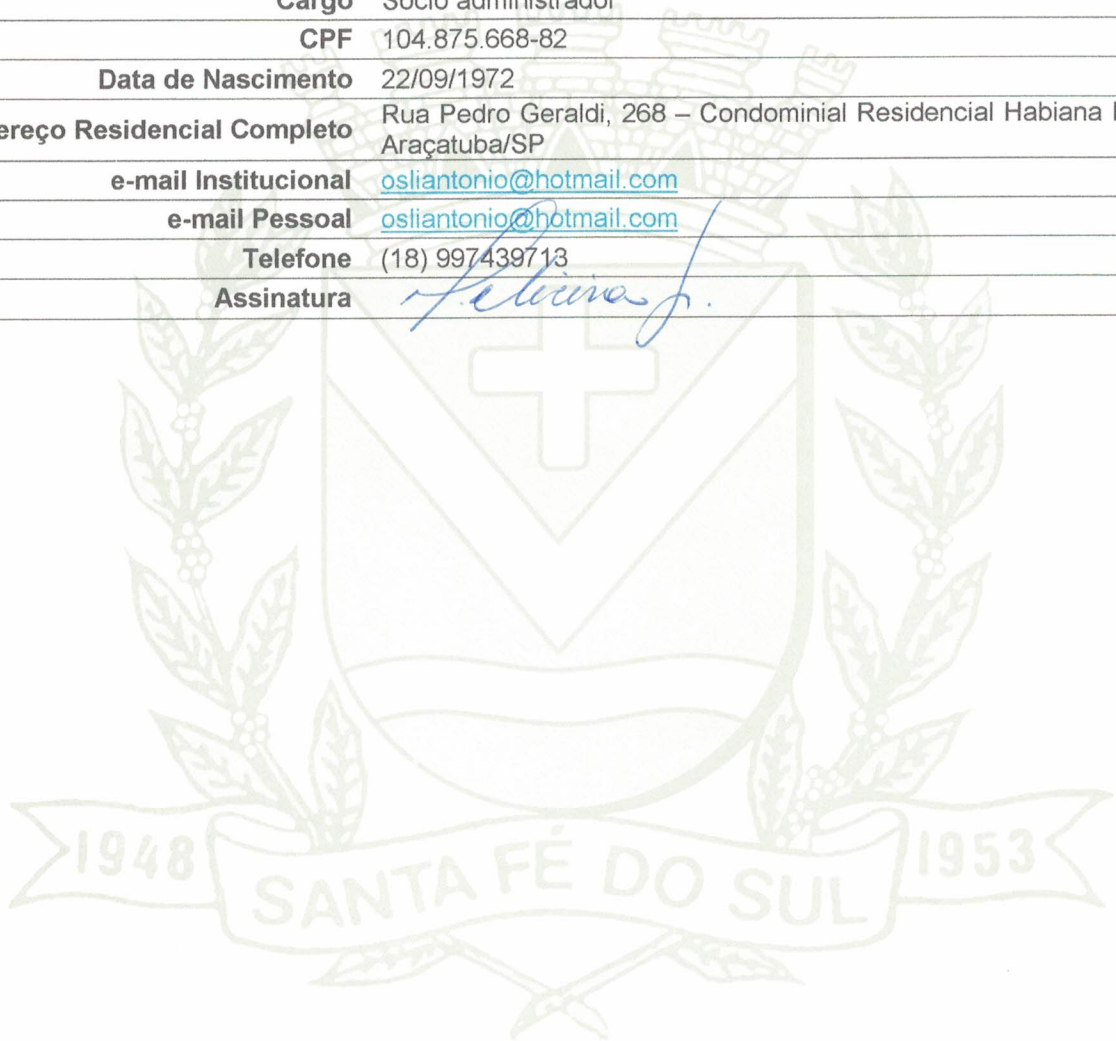 Cargo Sócio administrador
CPF 104.875.668-82
Data de Nascimento 22/09/1972
ereço Residencial Completo Rua Pedro Geraldi, 268 – Condominial Residencial Habiana
Araçatuba/SP
e-mail Institucional osliantonio@hotmail.com
e-mail Pessoal osliantonio@hotmail.com
Telefone (18) 997439713
Assinatura
1948 SANTA FÉ DO SUL 1953